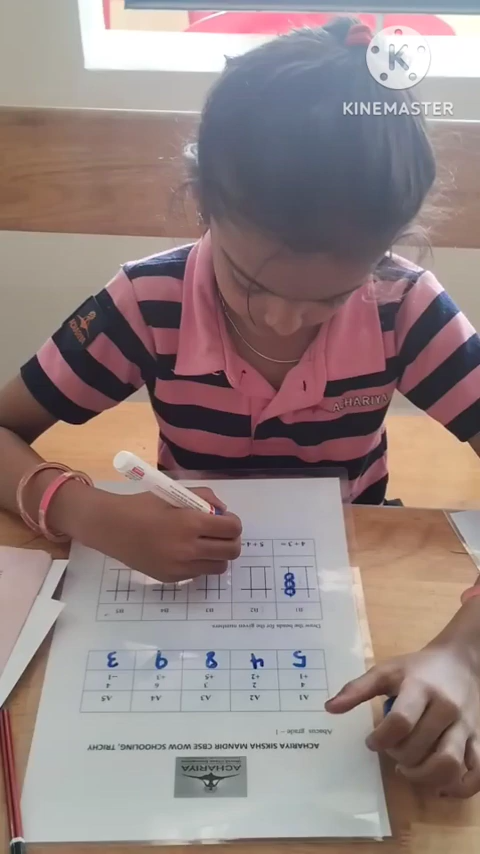 KINEMASTER
ACHARIYA
ACHARIYA
ACHARIYA SIKSHA MANDIR CBSE WOW SCHOOLING, TRICHY
Abacus grade - I
A1 A2 A3 A4 A5
4 2 3 6 4
+1 +2 +5 +3 -1
5 4 8 9 3
Draw the beads for the given numbers
B1 B2 B3 B4 B5
4+3= 5+4=